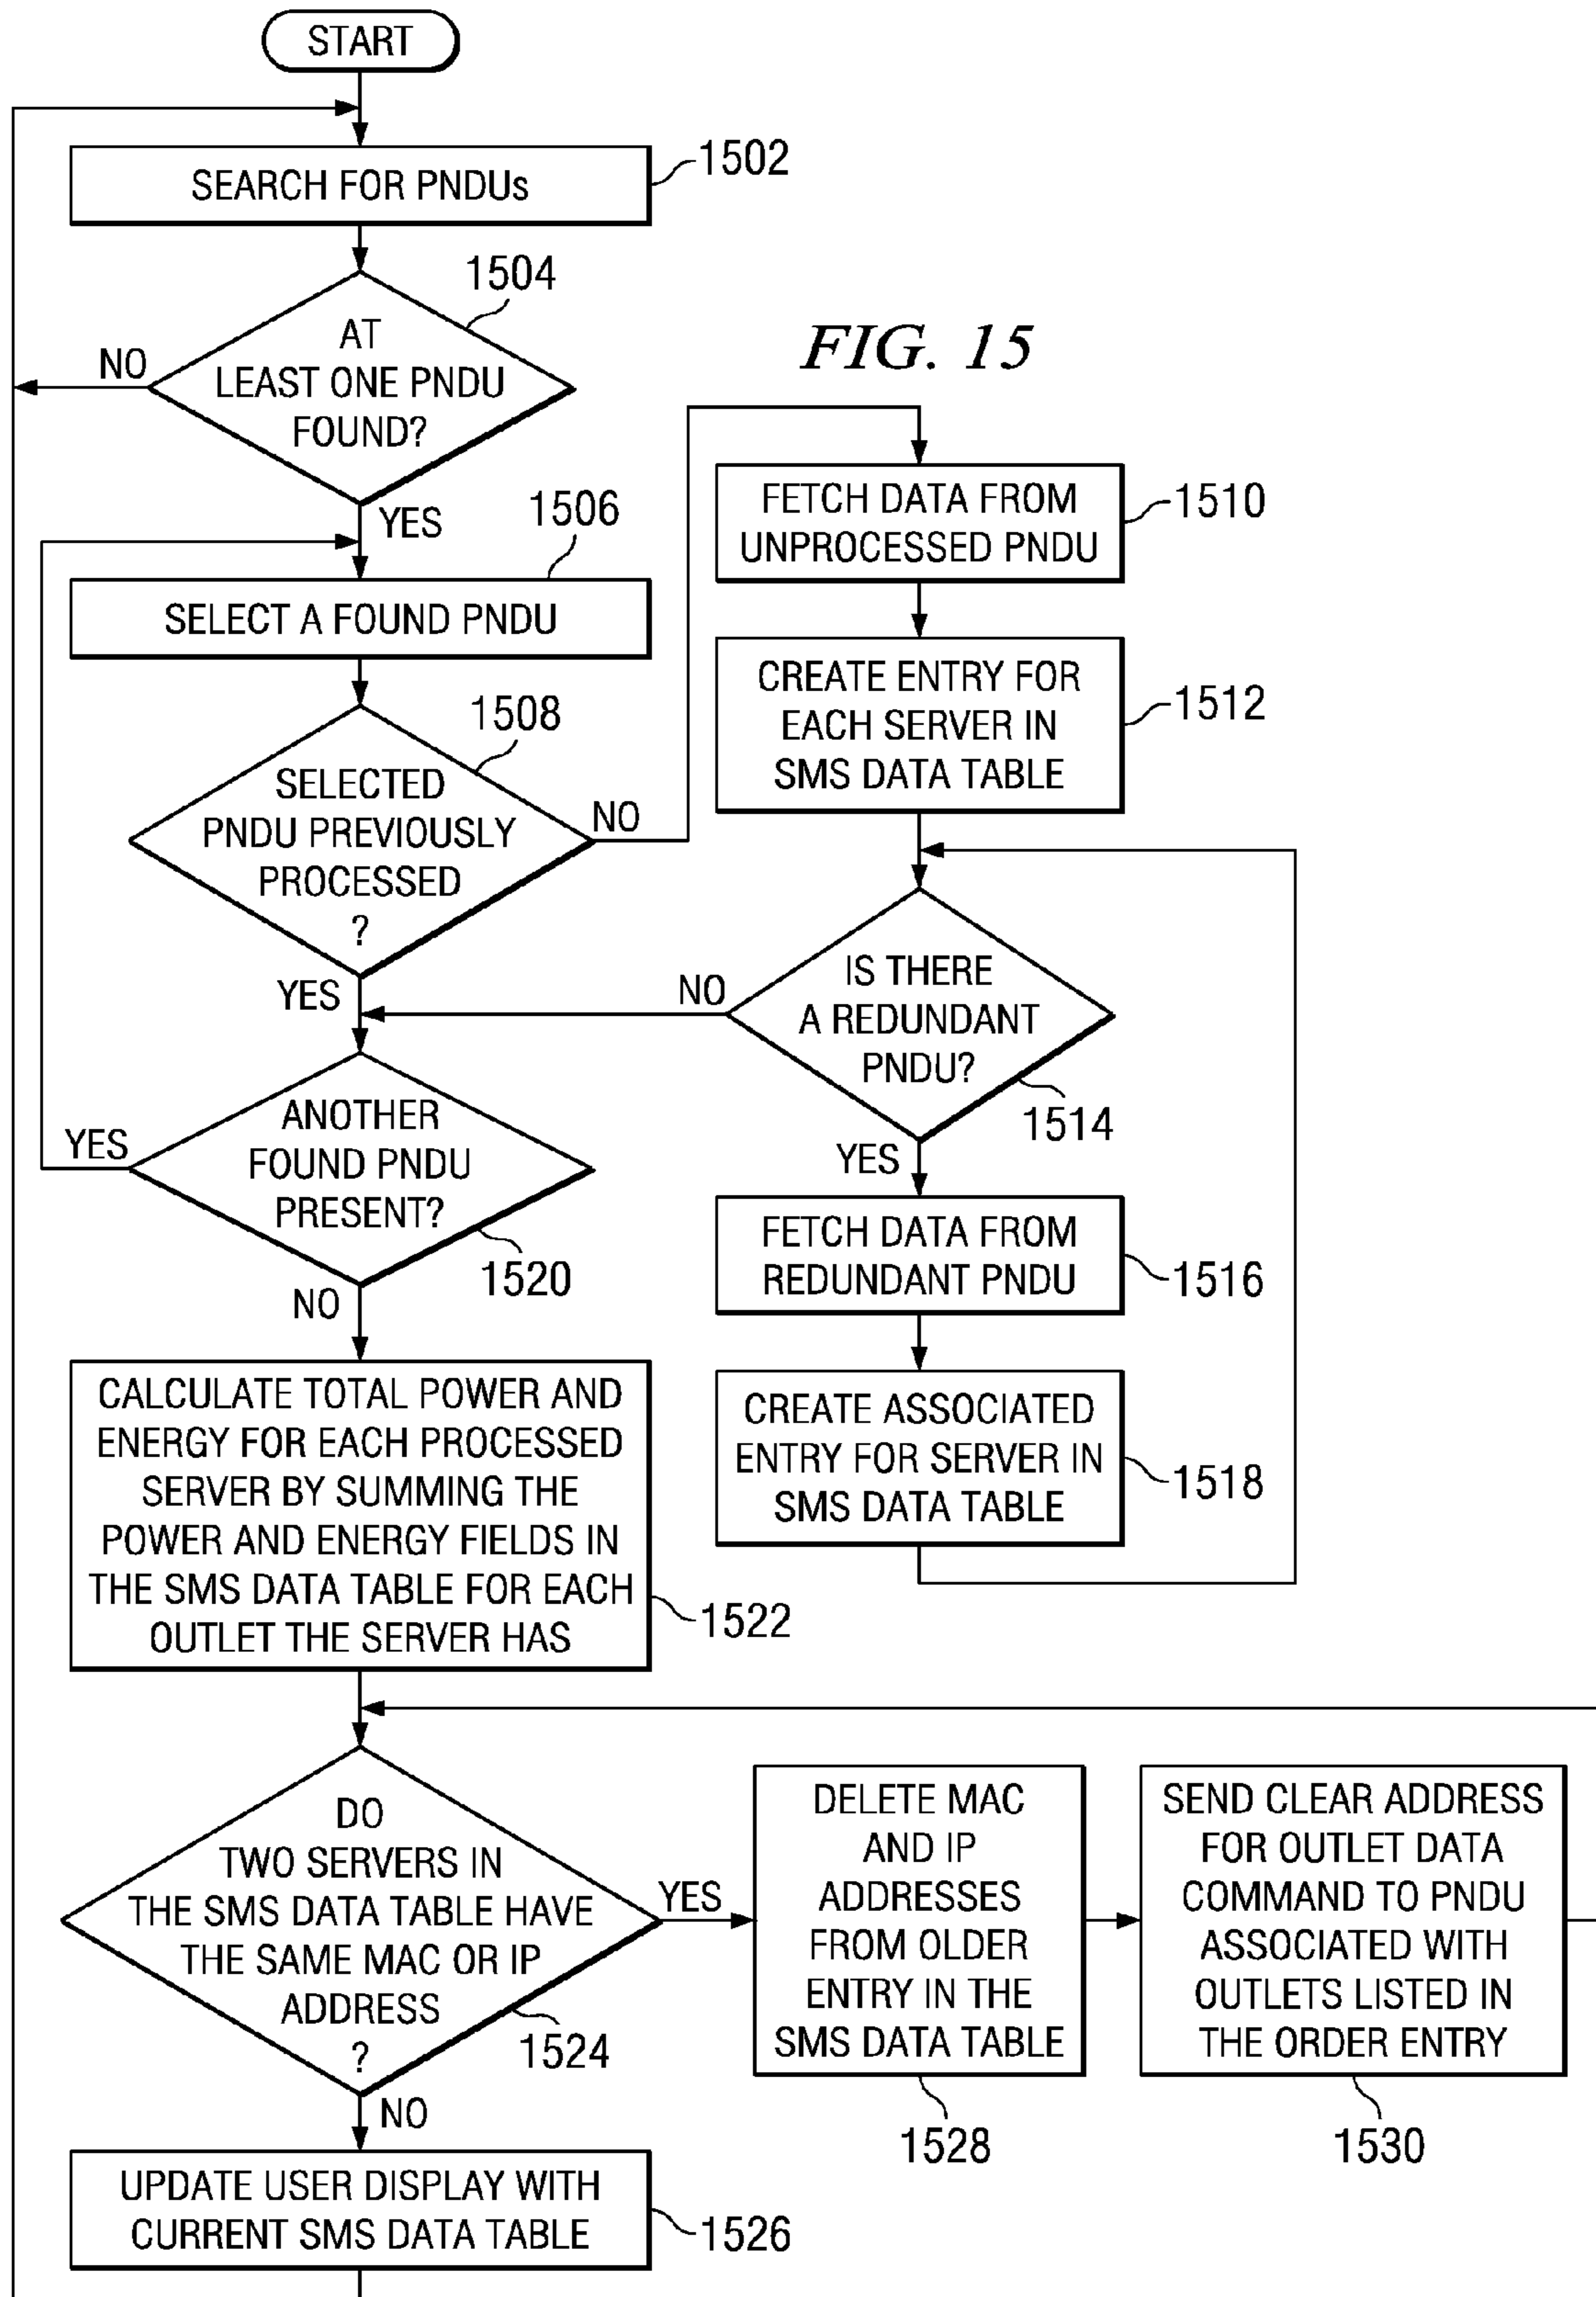 START
SEARCH FOR PNDUs
1502
1504
AT
LEAST ONE PNDU
FOUND?
NO
YES
FIG. 15
1506
SELECT A FOUND PNDU
1508
SELECTED
PNDU PREVIOUSLY
PROCESSED
?
NO
YES
FETCH DATA FROM
UNPROCESSED PNDU
1510
CREATE ENTRY FOR
EACH SERVER IN
SMS DATA TABLE
1512
IS THERE
A REDUNDANT
PNDU?
NO
1514
YES
FETCH DATA FROM
REDUNDANT PNDU
1516
CREATE ASSOCIATED
ENTRY FOR SERVER IN
SMS DATA TABLE
1518
ANOTHER
FOUND PNDU
PRESENT?
YES
1520
NO
CALCULATE TOTAL POWER AND
ENERGY FOR EACH PROCESSED
SERVER BY SUMMING THE
POWER AND ENERGY FIELDS IN
THE SMS DATA TABLE FOR EACH
OUTLET THE SERVER HAS
1522
DO
TWO SERVERS IN
THE SMS DATA TABLE HAVE
THE SAME MAC OR IP
ADDRESS
?
1524
YES
NO
DELETE MAC
AND IP
ADDRESSES
FROM OLDER
ENTRY IN THE
SMS DATA TABLE
1528
SEND CLEAR ADDRESS
FOR OUTLET DATA
COMMAND TO PNDU
ASSOCIATED WITH
OUTLETS LISTED IN
THE ORDER ENTRY
1530
UPDATE USER DISPLAY WITH
CURRENT SMS DATA TABLE
1526